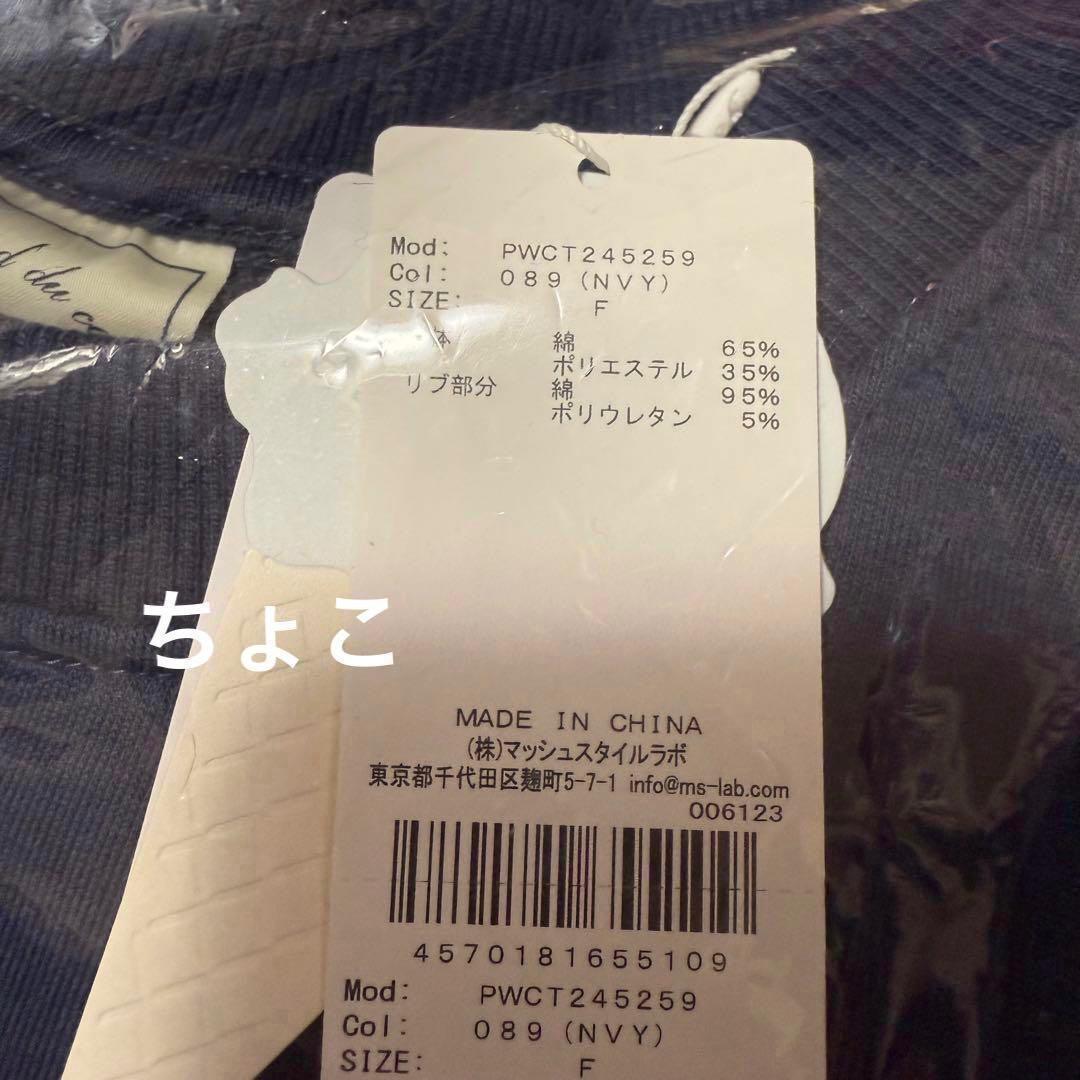 d du c
Mod: PWCT245259
Col: 089 (NVY)
SIZE: F
体 綿 65%
ポリエステル 35%
リブ部分 綿 95%
ポリウレタン 5%
ちょこ
MADE IN CHINA
(株)マッシュスタイルラボ
東京都千代田区麹町5-7-1 info@ms-lab.com
006123
4570181655109
Mod: PWCT245259
Col: 089 (NVY)
SIZE: F